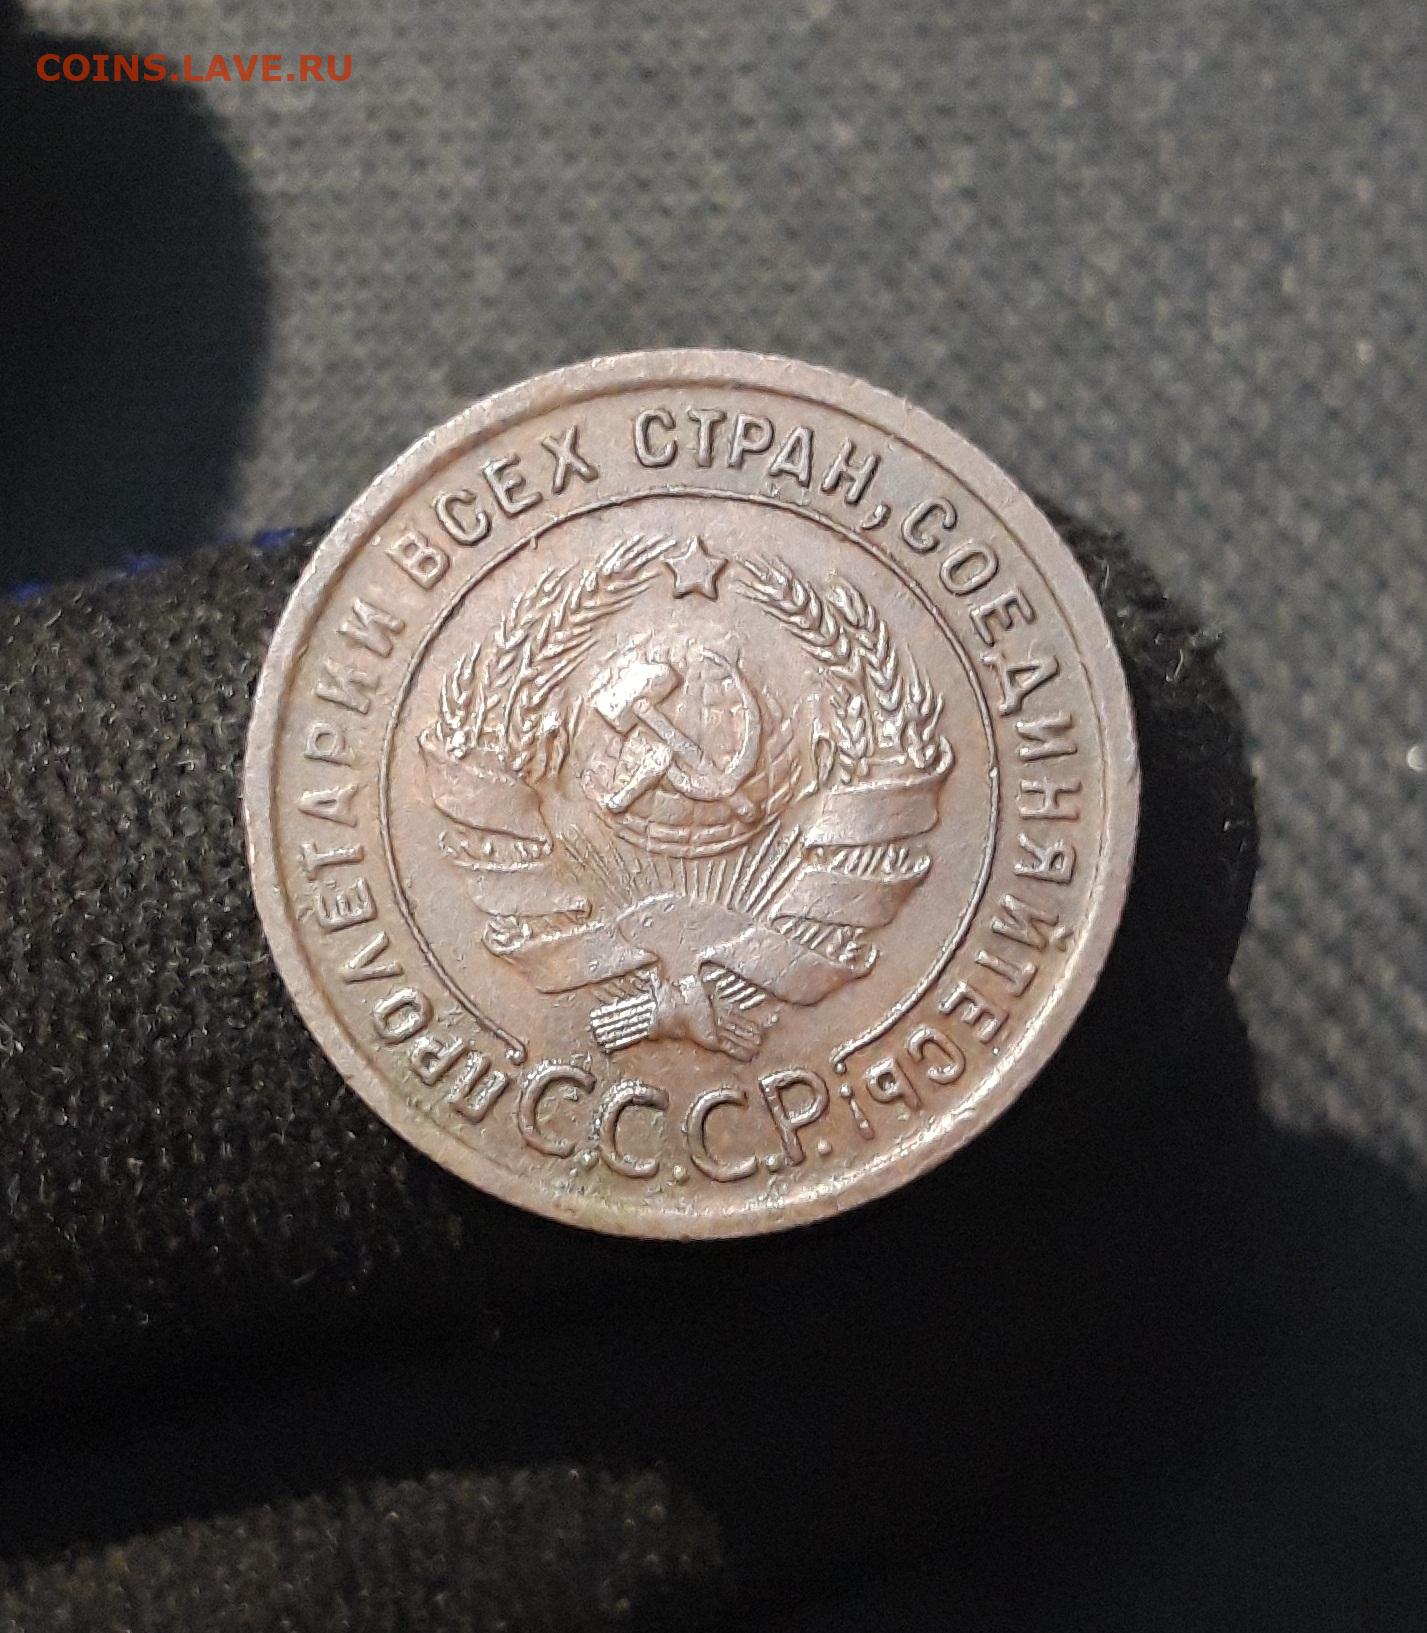 COINS.LAVE.RU
ПРОЛЕТАРИИ ВСЕХ СТРАН, СОЕДИНЯЙТЕСЬ!
С.С.С.Р.